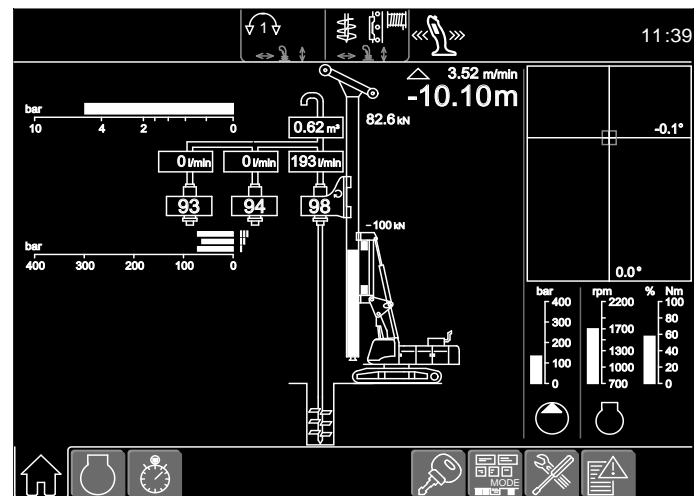 1
11:39
3.52 m/min
-10.10m
bar
10 4 2 0
0.62 m³
82.6 kN
-0.1°
0 l/min 0 l/min 193 l/min
93 94 98
-100 kN
bar
400 300 200 100 0
III
II
I
0.0°
bar rpm % Nm
400 2200 100
300 80
1700 60
200 1300 40
100 1000 20
0 700 0
MODE